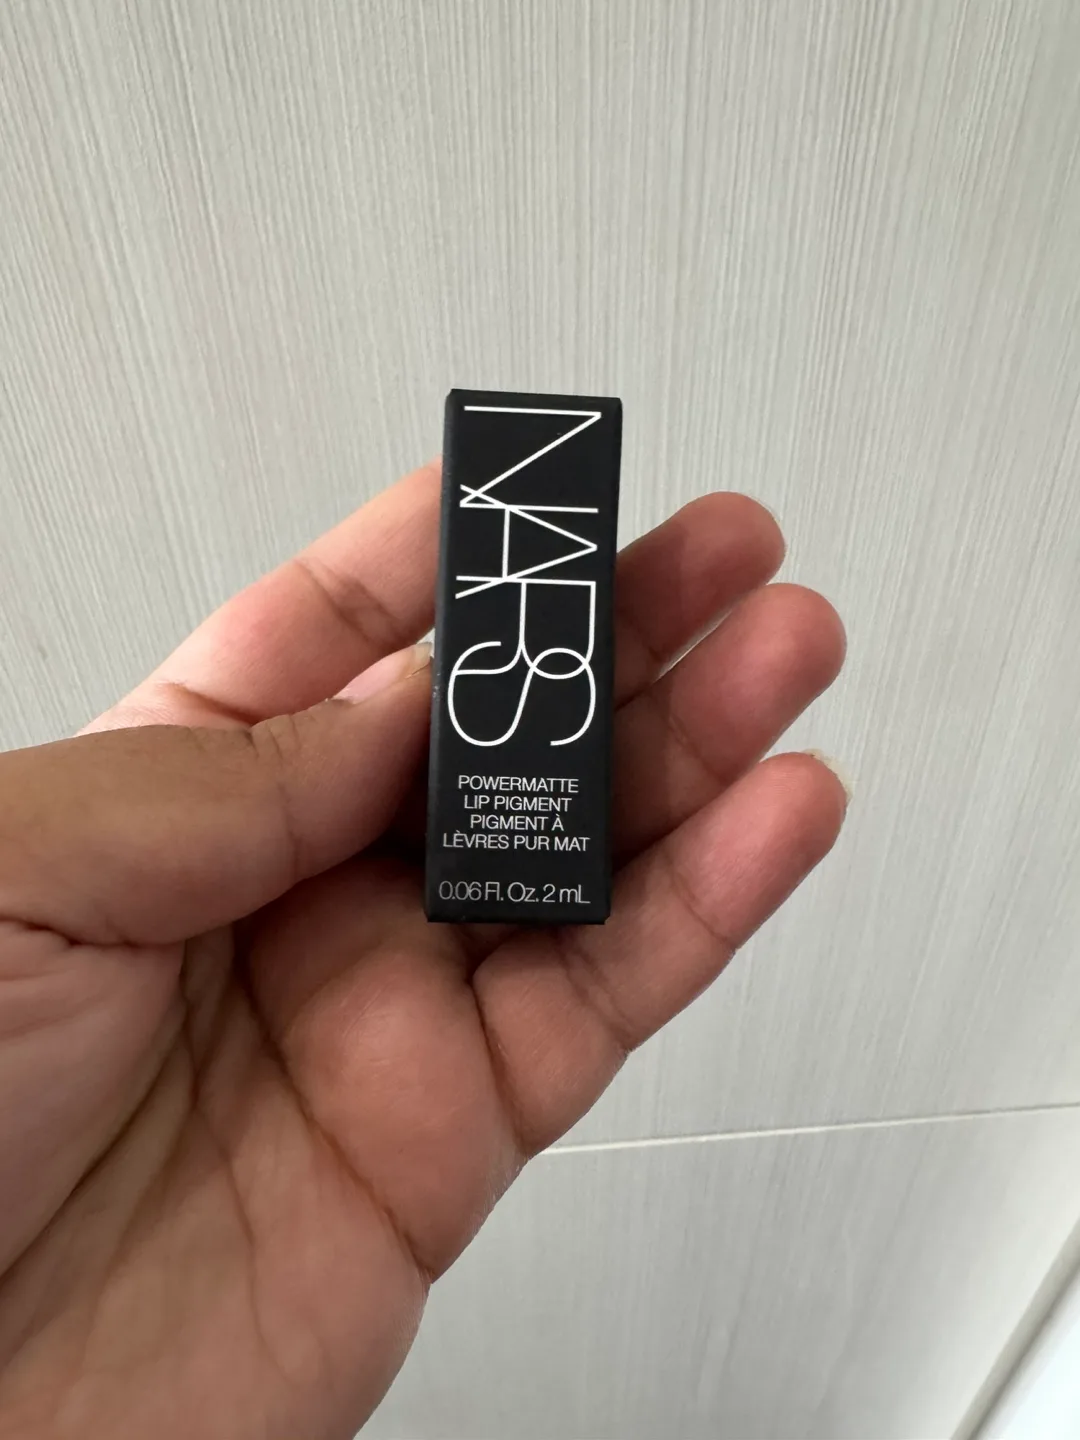 NARS
POWERMATTE
LIP PIGMENT
PIGMENT À
LÈVRES PUR MAT
0.06 Fl. Oz. 2 mL